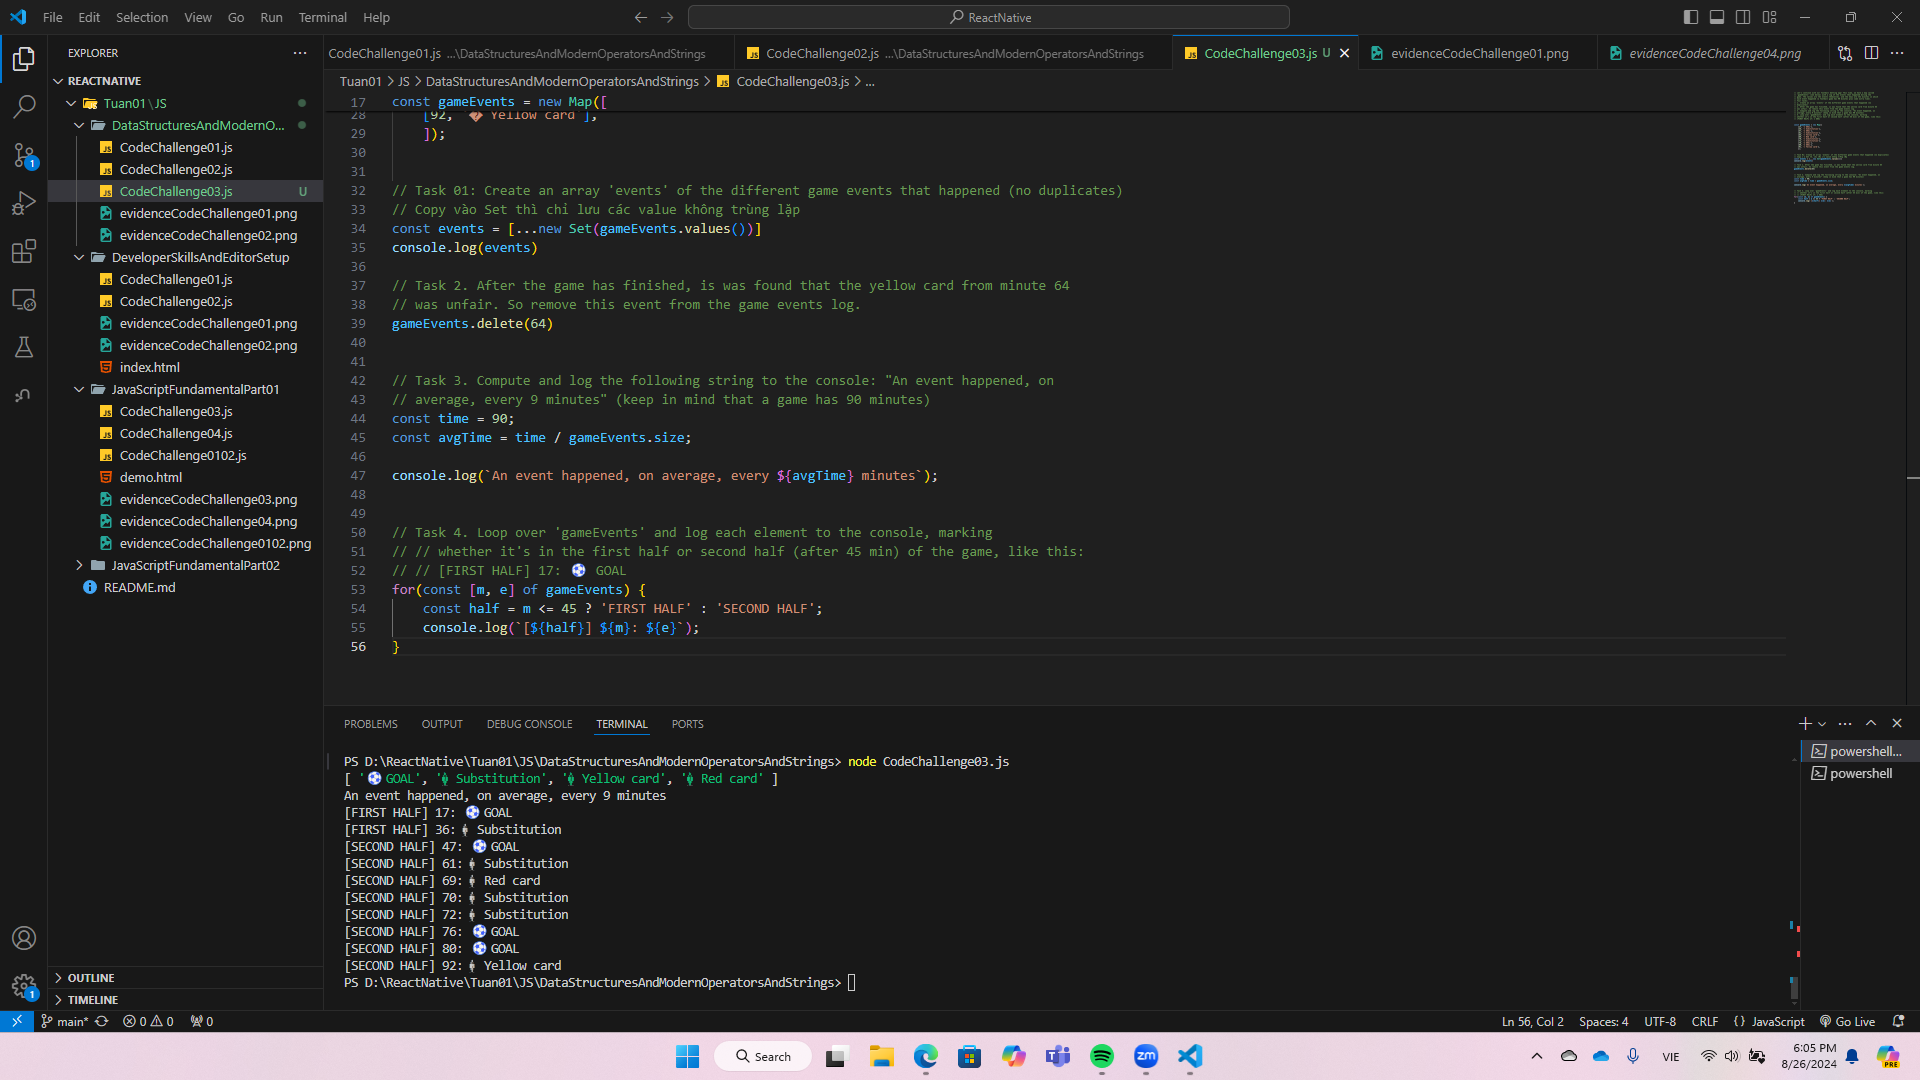 File Edit Selection View Go Run Terminal Help
ReactNative
EXPLORER
REACTNATIVE
Tuan01 \ JS
DataStructuresAndModernO...
CodeChallenge01.js
CodeChallenge02.js
CodeChallenge03.js U
evidenceCodeChallenge01.png
evidenceCodeChallenge02.png
DeveloperSkillsAndEditorSetup
CodeChallenge01.js
CodeChallenge02.js
evidenceCodeChallenge01.png
evidenceCodeChallenge02.png
index.html
JavaScriptFundamentalPart01
CodeChallenge03.js
CodeChallenge04.js
CodeChallenge0102.js
demo.html
evidenceCodeChallenge03.png
evidenceCodeChallenge04.png
evidenceCodeChallenge0102.png
JavaScriptFundamentalPart02
README.md
OUTLINE
TIMELINE
CodeChallenge01.js ...\DataStructuresAndModernOperatorsAndStrings
CodeChallenge02.js ...\DataStructuresAndModernOperatorsAndStrings
CodeChallenge03.js U
evidenceCodeChallenge01.png
evidenceCodeChallenge04.png
Tuan01 > JS > DataStructuresAndModernOperatorsAndStrings > CodeChallenge03.js > ...
17 const gameEvents = new Map([
28 [92, '� Yellow card'],
29 ]);
30
31
32 // Task 01: Create an array 'events' of the different game events that happened (no duplicates)
33 // Copy vào Set thì chỉ lưu các value không trùng lặp
34 const events = [...new Set(gameEvents.values())]
35 console.log(events)
36
37 // Task 2. After the game has finished, is was found that the yellow card from minute 64
38 // was unfair. So remove this event from the game events log.
39 gameEvents.delete(64)
40
41
42 // Task 3. Compute and log the following string to the console: "An event happened, on
43 // average, every 9 minutes" (keep in mind that a game has 90 minutes)
44 const time = 90;
45 const avgTime = time / gameEvents.size;
46
47 console.log(`An event happened, on average, every ${avgTime} minutes`);
48
49
50 // Task 4. Loop over 'gameEvents' and log each element to the console, marking
51 // // whether it's in the first half or second half (after 45 min) of the game, like this:
52 // // [FIRST HALF] 17: ⚽ GOAL
53 for(const [m, e] of gameEvents) {
54 const half = m <= 45 ? 'FIRST HALF' : 'SECOND HALF';
55 console.log(`[${half}] ${m}: ${e}`);
56 }
PROBLEMS OUTPUT DEBUG CONSOLE TERMINAL PORTS
PS D:\ReactNative\Tuan01\JS\DataStructuresAndModernOperatorsAndStrings> node CodeChallenge03.js
[ '⚽ GOAL', '� Substitution', '� Yellow card', '� Red card' ]
An event happened, on average, every 9 minutes
[FIRST HALF] 17: ⚽ GOAL
[FIRST HALF] 36: � Substitution
[SECOND HALF] 47: ⚽ GOAL
[SECOND HALF] 61: � Substitution
[SECOND HALF] 69: � Red card
[SECOND HALF] 70: � Substitution
[SECOND HALF] 72: � Substitution
[SECOND HALF] 76: ⚽ GOAL
[SECOND HALF] 80: ⚽ GOAL
[SECOND HALF] 92: � Yellow card
PS D:\ReactNative\Tuan01\JS\DataStructuresAndModernOperatorsAndStrings>
powershell...
powershell
main* 0 0 0
Ln 56, Col 2 Spaces: 4 UTF-8 CRLF {} JavaScript Go Live
Search
VIE
6:05 PM
8/26/2024